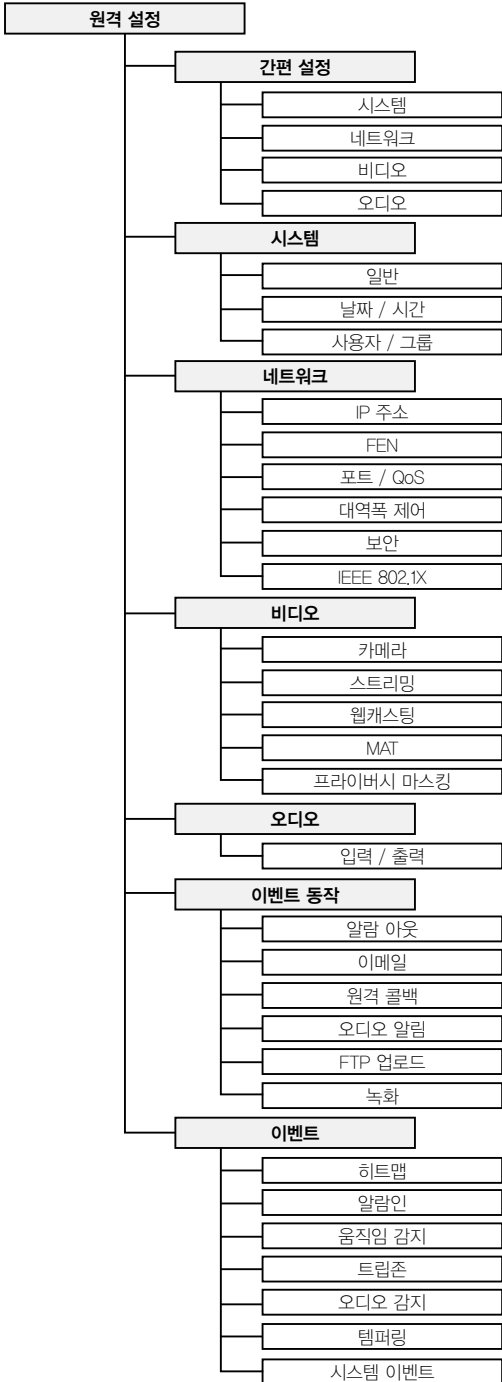 원격 설정
간편 설정
시스템
네트워크
비디오
오디오
시스템
일반
날짜 / 시간
사용자 / 그룹
네트워크
IP 주소
FEN
포트 / QoS
대역폭 제어
보안
IEEE 802.1X
비디오
카메라
스트리밍
웹캐스팅
MAT
프라이버시 마스킹
오디오
입력 / 출력
이벤트 동작
알람 아웃
이메일
원격 콜백
오디오 알림
FTP 업로드
녹화
이벤트
히트맵
알람인
움직임 감지
트립존
오디오 감지
템퍼링
시스템 이벤트